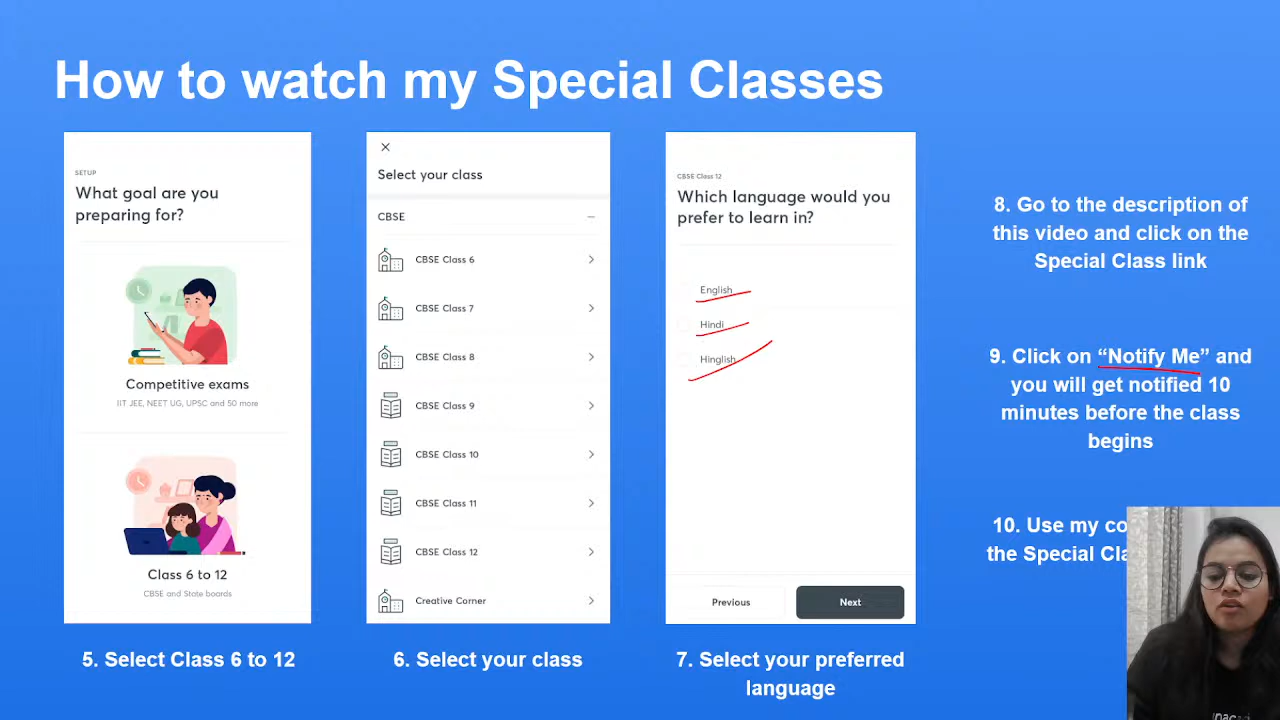 How to watch my Special Classes
SETUP
What goal are you
preparing for?
Competitive exams
IIT JEE, NEET UG, UPSC and 50 more
Class 6 to 12
CBSE and State boards
5. Select Class 6 to 12
Select your class
CBSE
CBSE Class 6
CBSE Class 7
CBSE Class 8
CBSE Class 9
CBSE Class 10
CBSE Class 11
CBSE Class 12
Creative Corner
6. Select your class
CBSE Class 12
Which language would you
prefer to learn in?
English
Hindi
Hinglish
Previous
Next
7. Select your preferred
language
8. Go to the description of
this video and click on the
Special Class link
9. Click on “Notify Me” and
you will get notified 10
minutes before the class
begins
10. Use my
the Special